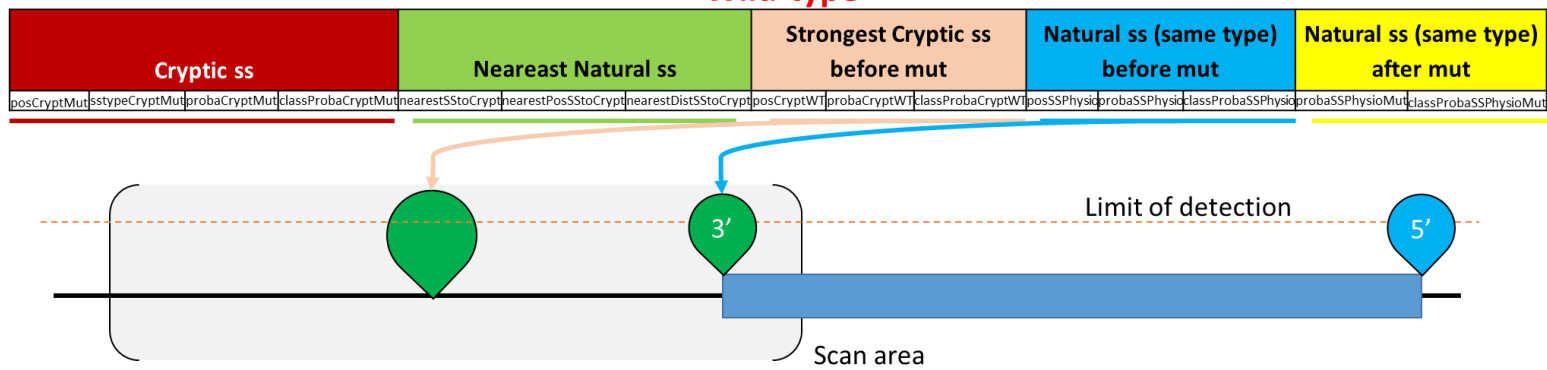 Wild type
Cryptic ss
Neareast Natural ss
Strongest Cryptic ss
before mut
Natural ss (same type)
before mut
Natural ss (same type)
after mut
posCryptMut sstypeCryptMut probaCryptMut classProbaCryptMut nearestSStoCrypt nearestPosSStoCrypt nearestDistSStoCrypt posCryptWT probaCryptWT classProbaCryptWT posSSPhysio probaSSPhysio classProbaSSPhysio probaSSPhysioMut classProbaSSPhysioMut
Limit of detection
3’
5’
Scan area